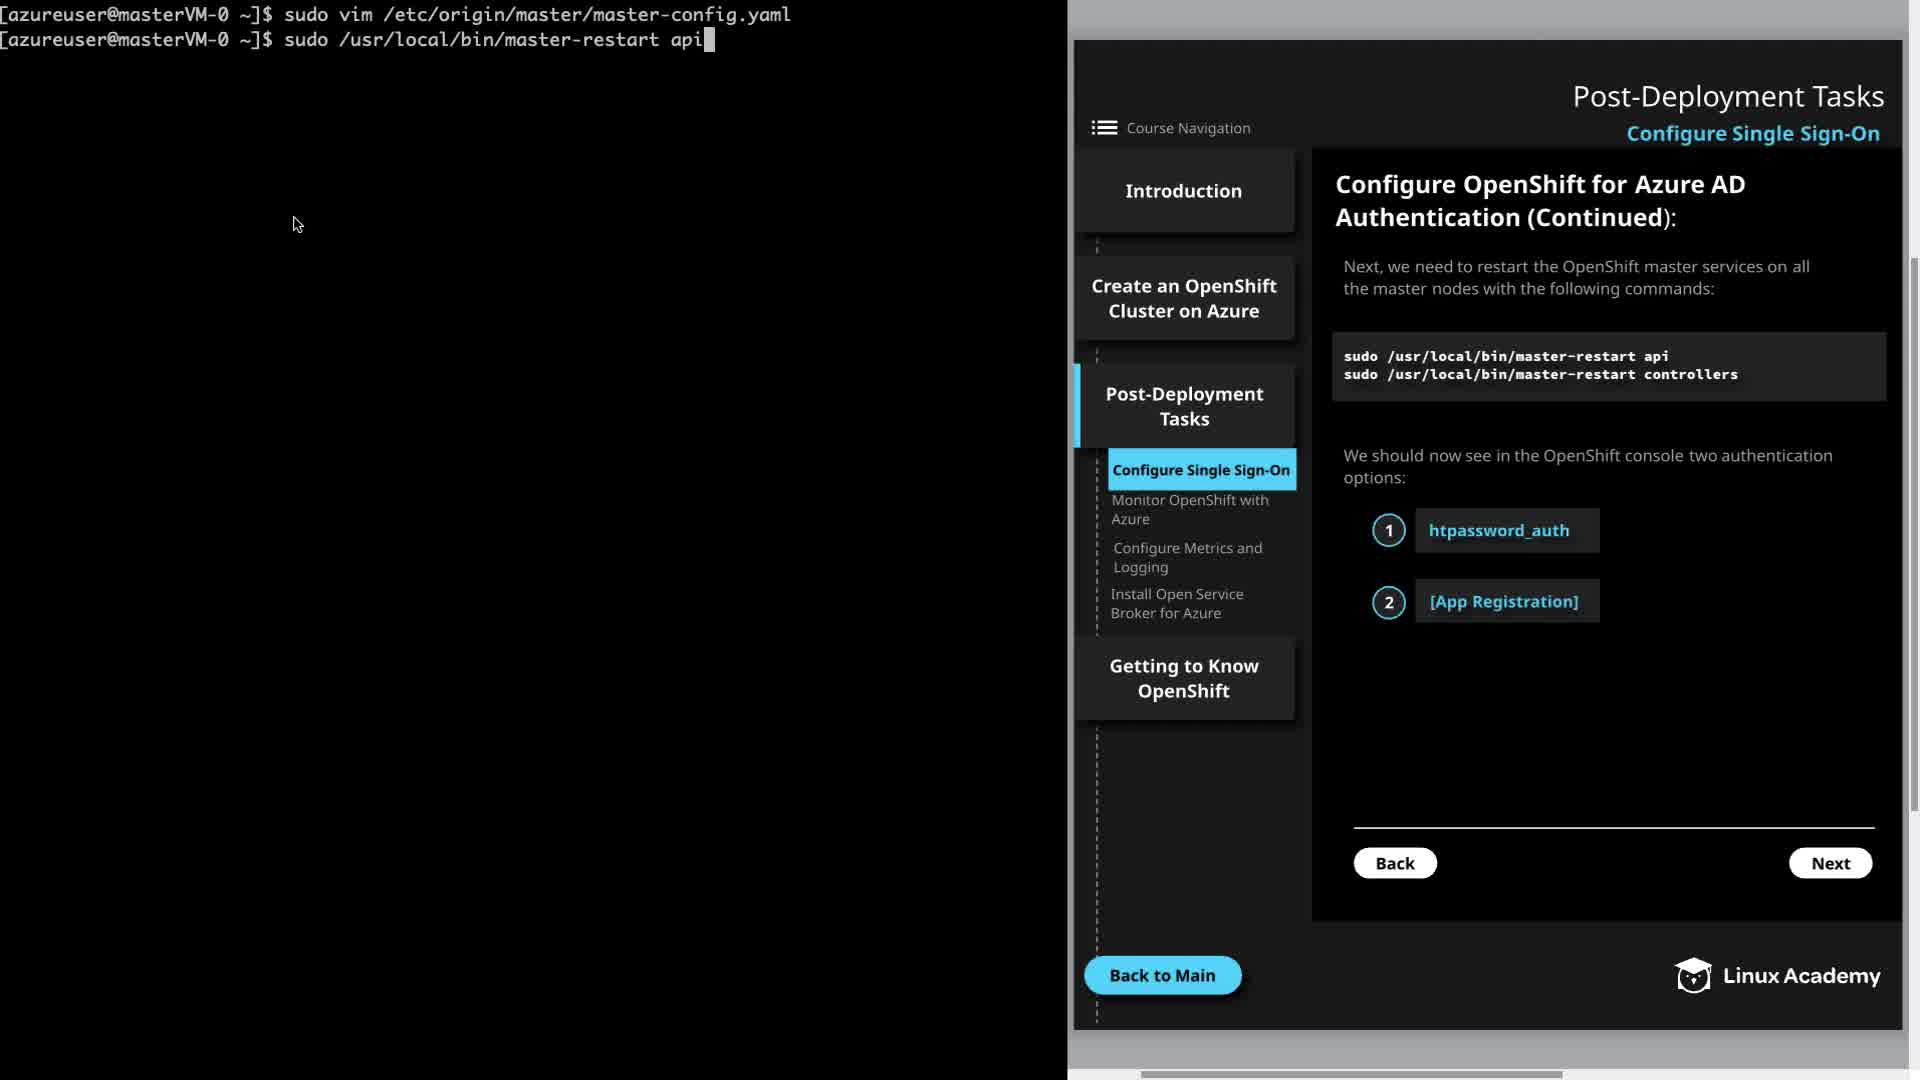 [azureuser@masterVM-0 ~]$ sudo vim /etc/origin/master/master-config.yaml
[azureuser@masterVM-0 ~]$ sudo /usr/local/bin/master-restart api
Post-Deployment Tasks
Configure Single Sign-On
Course Navigation
Introduction
Create an OpenShift
Cluster on Azure
Post-Deployment
Tasks
Configure Single Sign-On
Monitor OpenShift with
Azure
Configure Metrics and
Logging
Install Open Service
Broker for Azure
Getting to Know
OpenShift
Back to Main
Configure OpenShift for Azure AD
Authentication (Continued):
Next, we need to restart the OpenShift master services on all
the master nodes with the following commands:
sudo /usr/local/bin/master-restart api
sudo /usr/local/bin/master-restart controllers
We should now see in the OpenShift console two authentication
options:
1 htpassword_auth
2 [App Registration]
Back
Next
Linux Academy